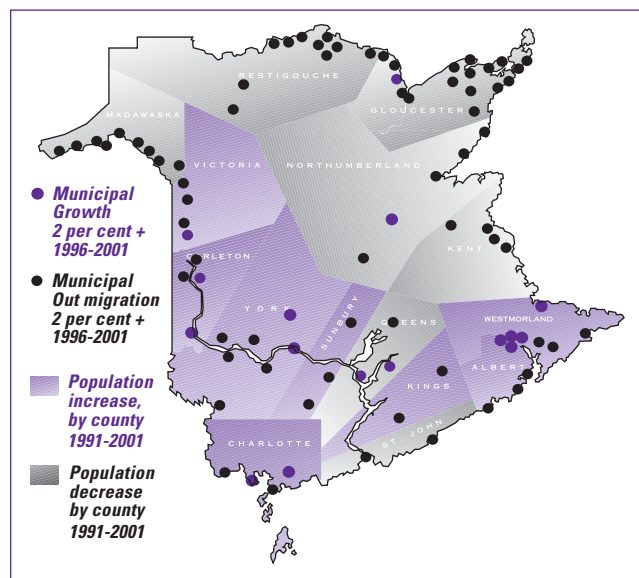 RESTIGOUCHE
GLOUCESTER
MADAWASKA
VICTORIA
NORTHUMBERLAND
KENT
CARLETON
YORK
SUNBURY
QUEENS
WESTMORLAND
ALBERT
KINGS
ST. JOHN
CHARLOTTE
Municipal
Growth
2 per cent +
1996-2001
Municipal
Out migration
2 per cent +
1996-2001
Population
increase,
by county
1991-2001
Population
decrease
by county
1991-2001